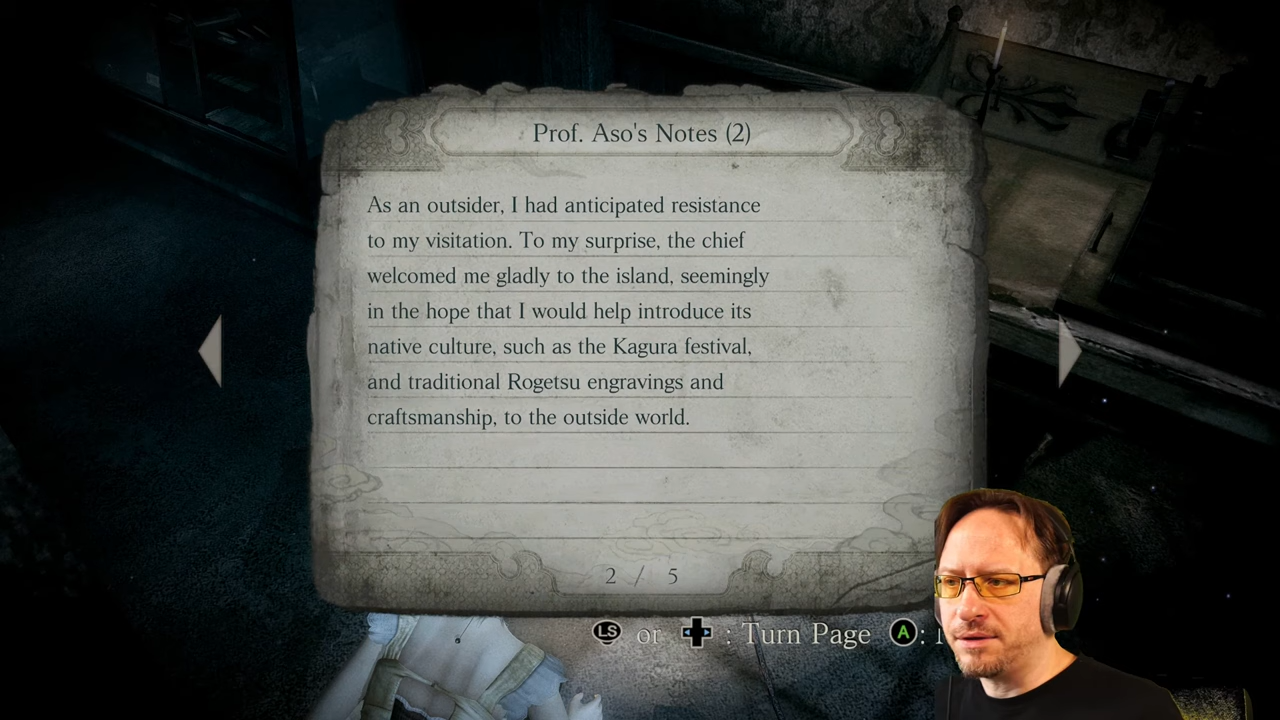 Prof. Aso's Notes (2)
As an outsider, I had anticipated resistance
to my visitation. To my surprise, the chief
welcomed me gladly to the island, seemingly
in the hope that I would help introduce its
native culture, such as the Kagura festival,
and traditional Rogetsu engravings and
craftsmanship, to the outside world.
2 / 5
LS or : Turn Page A: